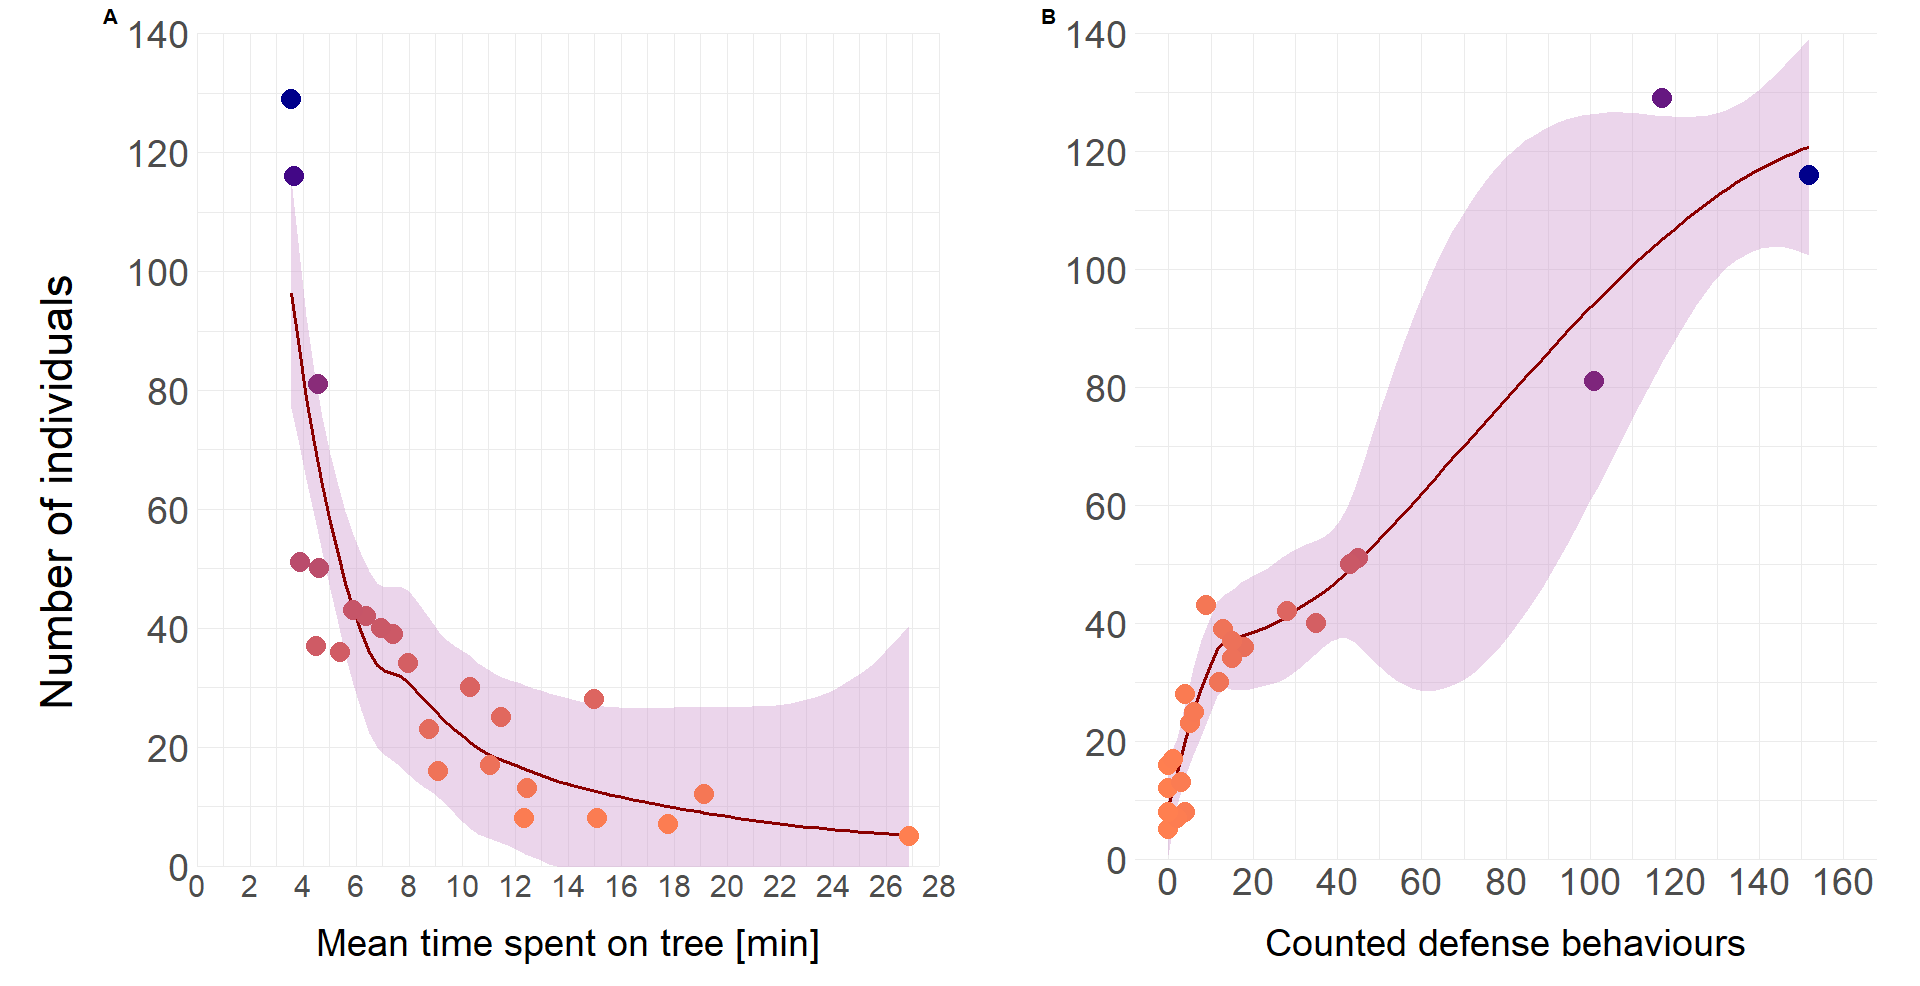 A
140
120
100
80
60
40
20
0
0 2 4 6 8 10 12 14 16 18 20 22 24 26 28
Mean time spent on tree [min]
Number of individuals
B
140
120
100
80
60
40
20
0
0 20 40 60 80 100 120 140 160
Counted defense behaviours